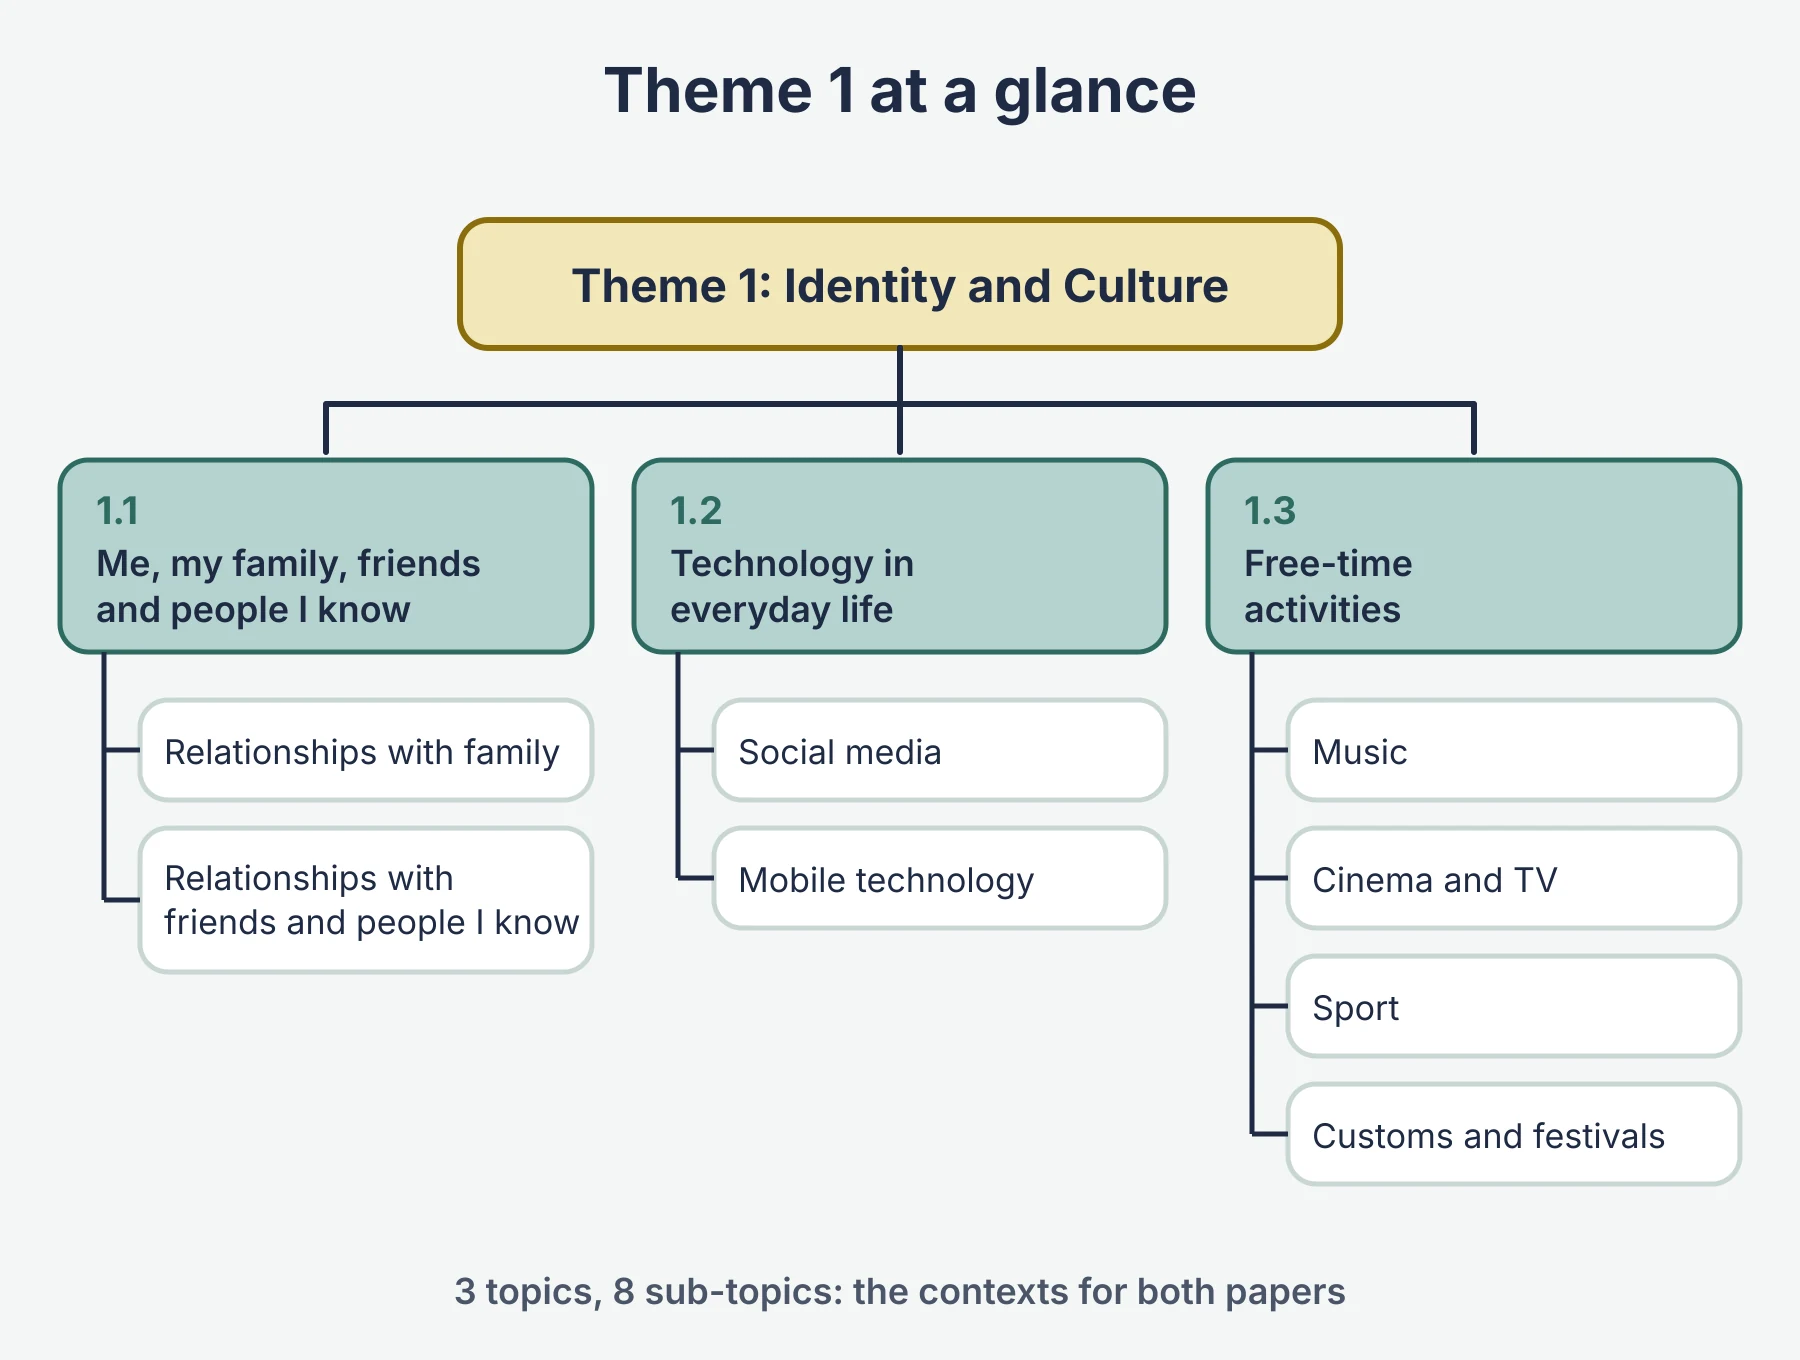 Theme 1 at a glance
Theme 1: Identity and Culture
1.1
Me, my family, friends
and people I know
Relationships with family
Relationships with
friends and people I know
1.2
Technology in
everyday life
Social media
Mobile technology
1.3
Free-time
activities
Music
Cinema and TV
Sport
Customs and festivals
3 topics, 8 sub-topics: the contexts for both papers